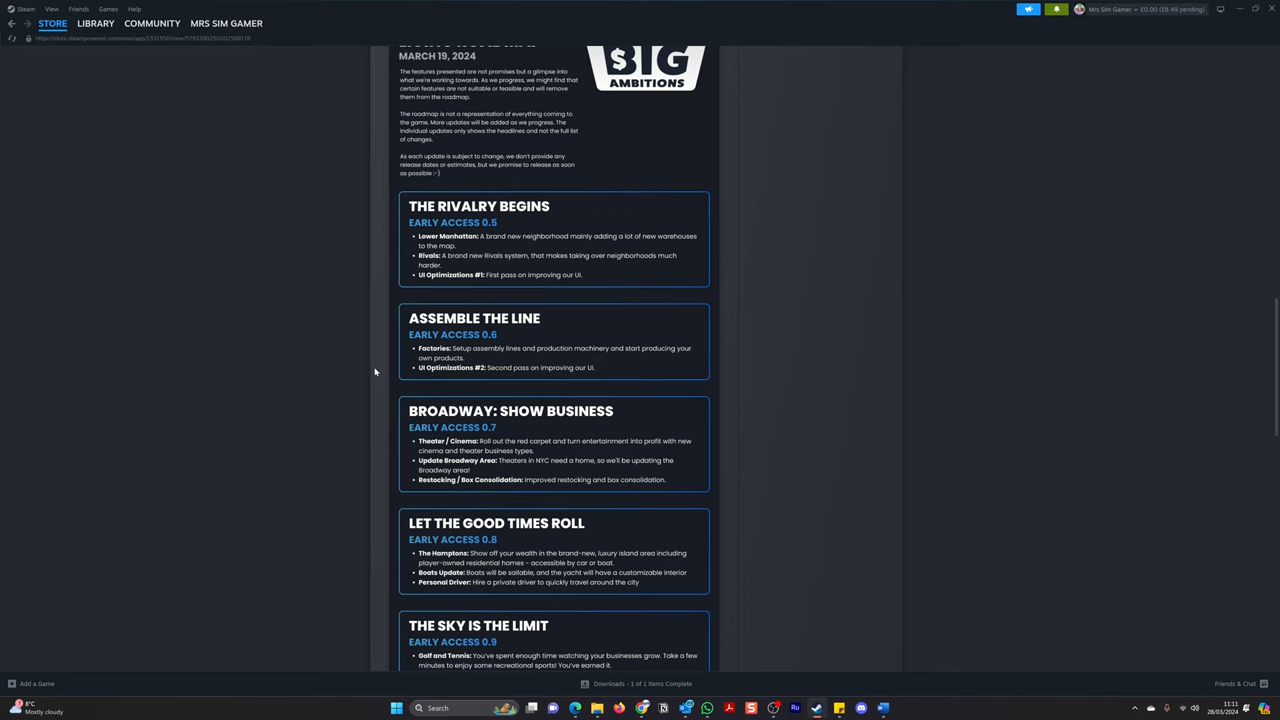 Steam View Friends Games Help
Mrs Sim Gamer £0.00 (£8.49 pending)
STORE LIBRARY COMMUNITY MRS SIM GAMER
MARCH 19, 2024
The features presented are not promises but a glimpse into
what we're working towards. As we progress, we might find that
certain features are not suitable or feasible and will remove
them from the roadmap.
The roadmap is not a representation of everything coming to
the game. More updates will be added as we progress. The
individual updates only shows the headlines and not the full list
of changes.
As each update is subject to change, we don't provide any
release dates or estimates, but we promise to release as soon
as possible :-)
$BIG
AMBITIONS
THE RIVALRY BEGINS
EARLY ACCESS 0.5
• Lower Manhattan: A brand new neighborhood mainly adding a lot of new warehouses
to the map.
• Rivals: A brand new Rivals system, that makes taking over neighborhoods much
harder.
• UI Optimizations #1: First pass on improving our UI.
ASSEMBLE THE LINE
EARLY ACCESS 0.6
• Factories: Setup assembly lines and production machinery and start producing your
own products.
• UI Optimizations #2: Second pass on improving our UI.
BROADWAY: SHOW BUSINESS
EARLY ACCESS 0.7
• Theater / Cinema: Roll out the red carpet and turn entertainment into profit with new
cinema and theater business types.
• Update Broadway Area: Theaters in NYC need a home, so we'll be updating the
Broadway area!
• Restocking / Box Consolidation: Improved restocking and box consolidation.
LET THE GOOD TIMES ROLL
EARLY ACCESS 0.8
• The Hamptons: Show off your wealth in the brand-new, luxury island area including
player-owned residential homes - accessible by car or boat.
• Boats Update: Boats will be sailable, and the yacht will have a customizable interior
• Personal Driver: Hire a private driver to quickly travel around the city
THE SKY IS THE LIMIT
EARLY ACCESS 0.9
• Golf and Tennis: You've spent enough time watching your businesses grow. Take a few
minutes to enjoy some recreational sports! You've earned it.
Add a Game
Downloads - 1 of 1 Items Complete
Friends & Chat
8°C
Mostly cloudy
Search
11:11
28/03/2024